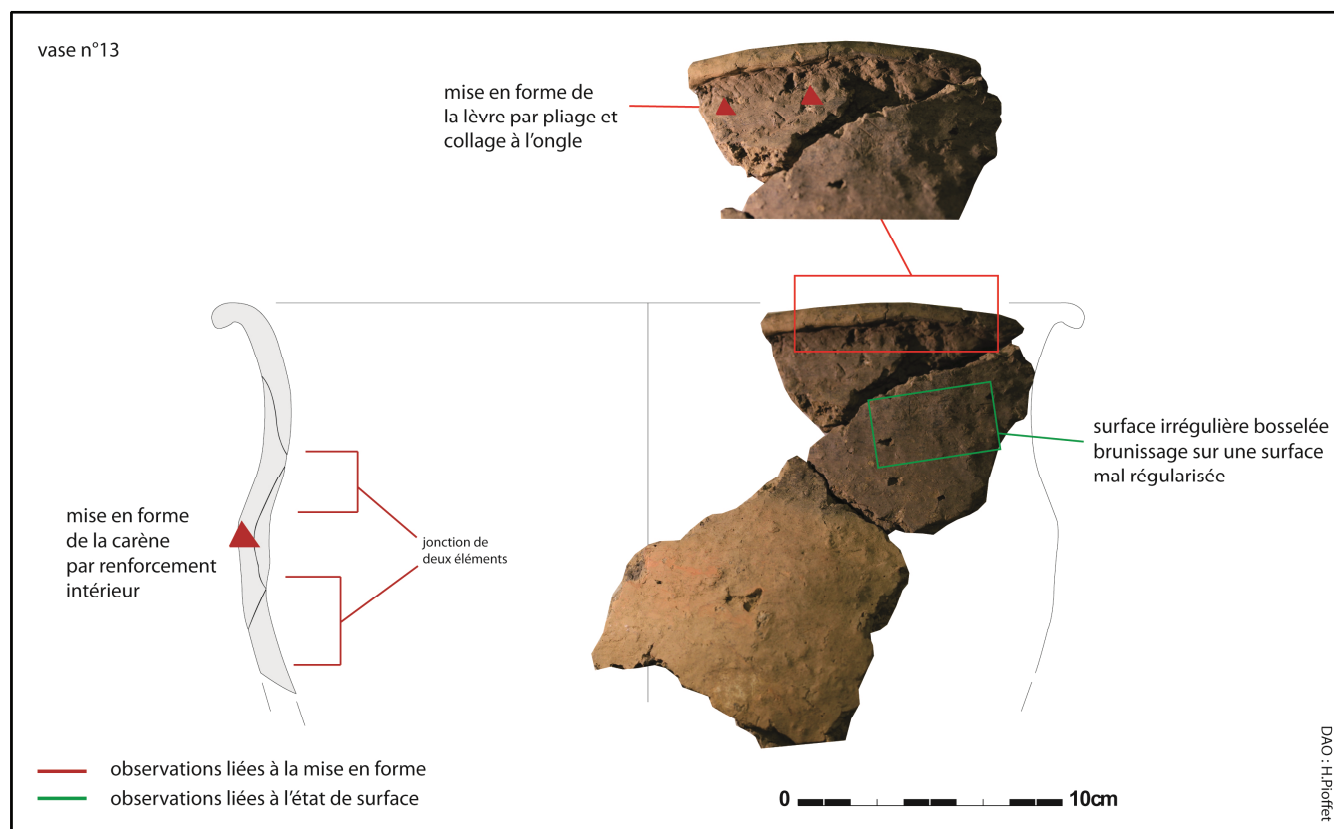 vase n°13
mise en forme de
la lèvre par pliage et
collage à l'ongle
surface irrégulière bosselée
brunissage sur une surface
mal régularisée
mise en forme
de la carène
par renforcement
intérieur
jonction de
deux éléments
observations liées à la mise en forme
observations liées à l'état de surface
0 10cm
DAO : H.Pioffet